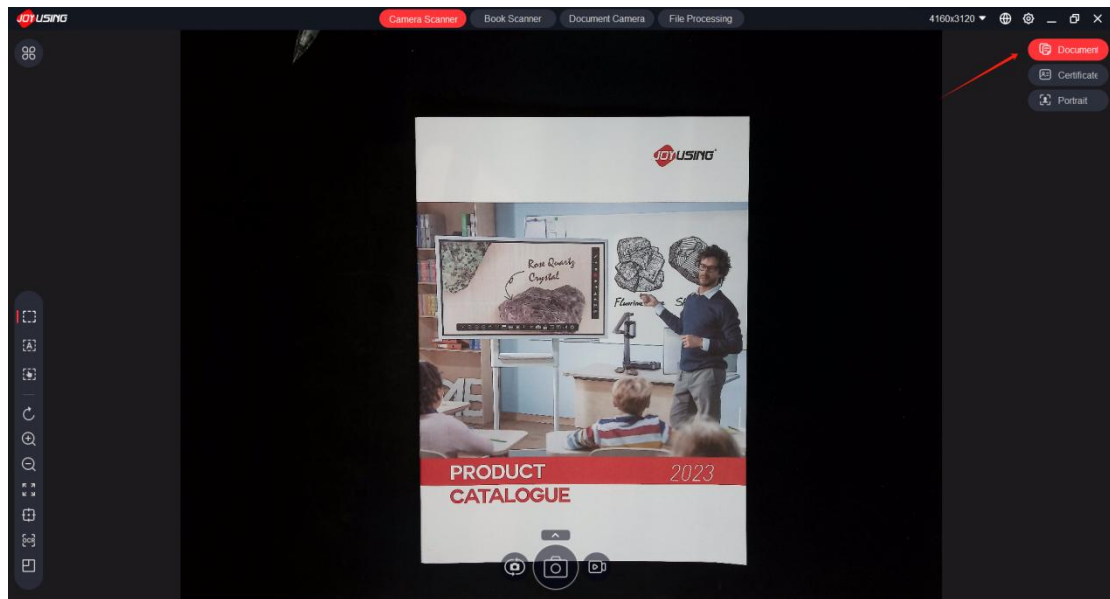 JOYUSING
Camera Scanner
Book Scanner
Document Camera
File Processing
4160x3120
Document
Certificate
Portrait
JOYUSING
Rose Quartz
Crystal
PRODUCT
2023
CATALOGUE
A
OCR